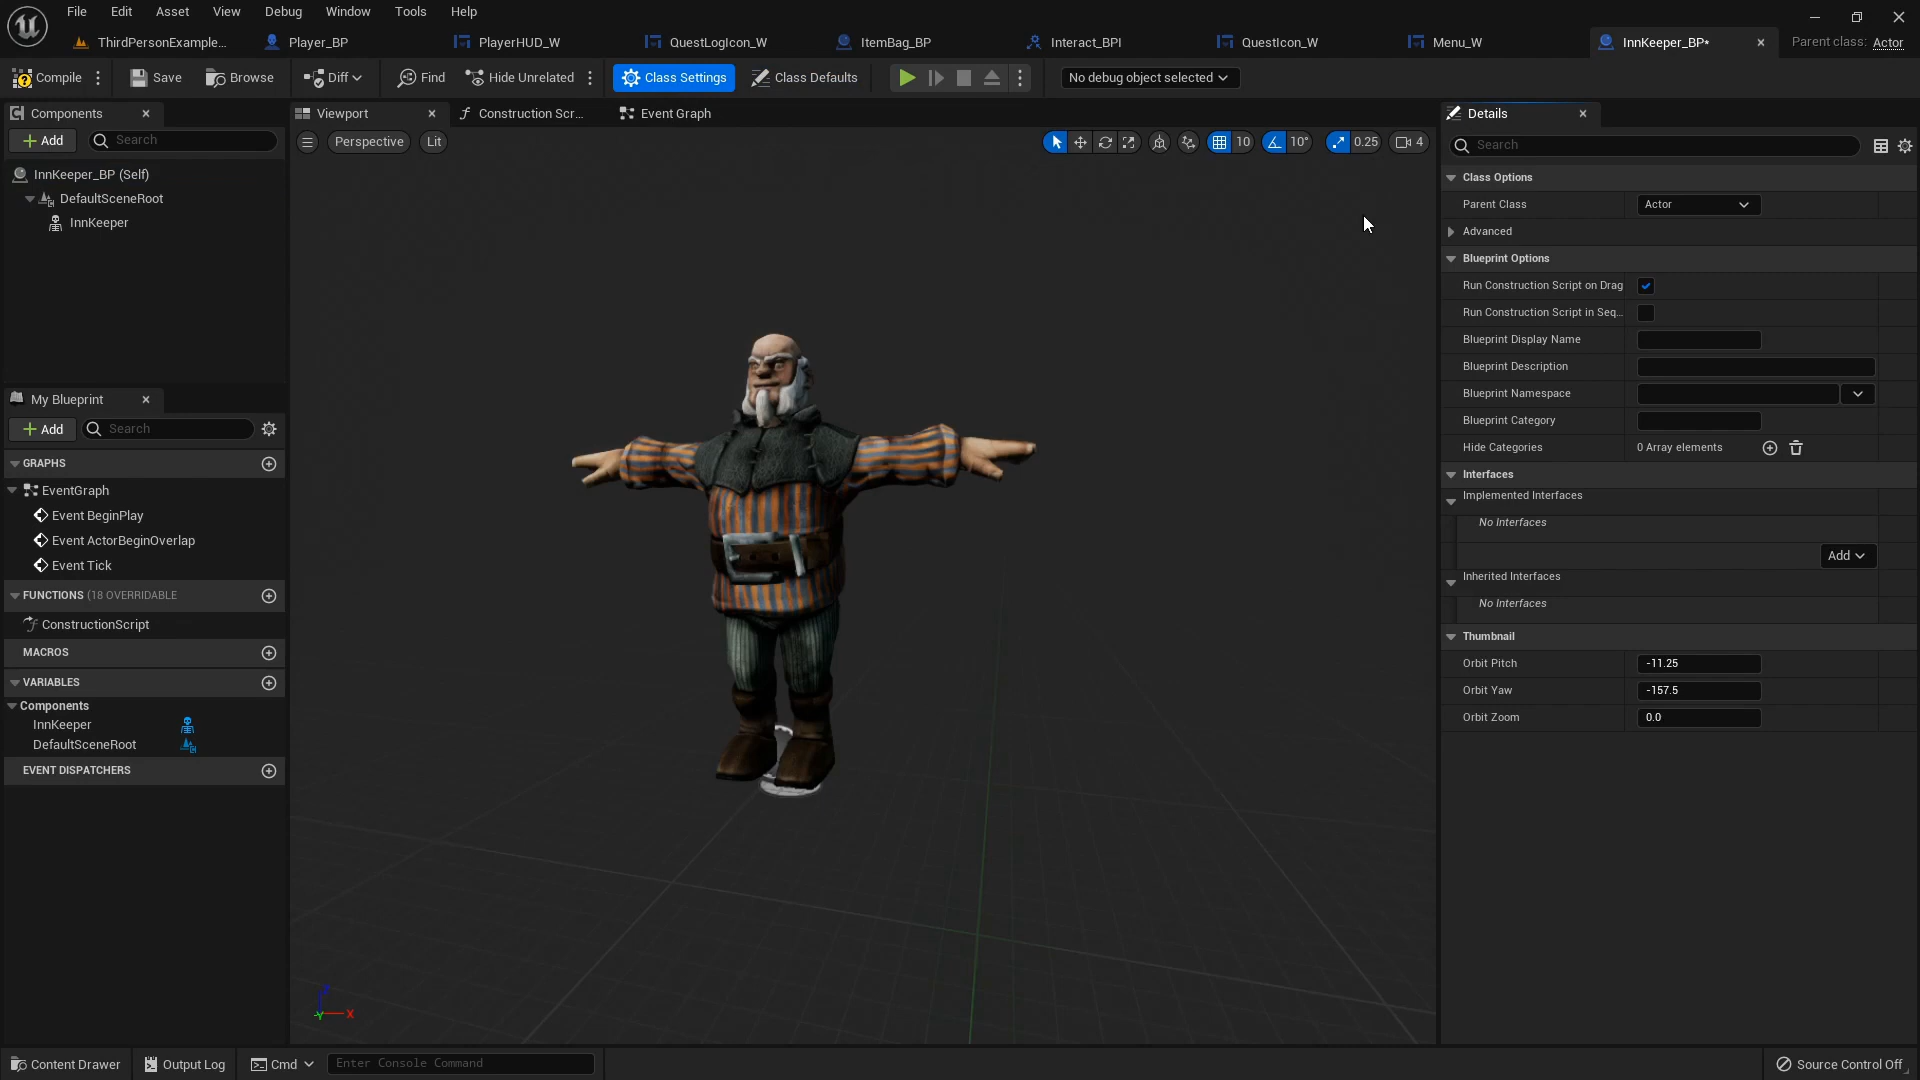 File Edit Asset View Debug Window Tools Help
ThirdPersonExample... Player_BP PlayerHUD_W QuestLogIcon_W ItemBag_BP Interact_BPI QuestIcon_W Menu_W InnKeeper_BP* Parent class: Actor
Compile Save Browse Diff Find Hide Unrelated Class Settings Class Defaults No debug object selected
Components
Add Search
InnKeeper_BP (Self)
DefaultSceneRoot
InnKeeper
My Blueprint
Add Search
GRAPHS
EventGraph
Event BeginPlay
Event ActorBeginOverlap
Event Tick
FUNCTIONS (18 OVERRIDABLE
ConstructionScript
MACROS
VARIABLES
Components
InnKeeper
DefaultSceneRoot
EVENT DISPATCHERS
Viewport Construction Scr... Event Graph
Perspective Lit 10 10° 0.25 4
X
Details
Search
Class Options
Parent Class Actor
Advanced
Blueprint Options
Run Construction Script on Drag
Run Construction Script in Seq...
Blueprint Display Name
Blueprint Description
Blueprint Namespace
Blueprint Category
Hide Categories 0 Array elements
Interfaces
Implemented Interfaces
No Interfaces
Add
Inherited Interfaces
No Interfaces
Thumbnail
Orbit Pitch -11.25
Orbit Yaw -157.5
Orbit Zoom 0.0
Content Drawer Output Log Cmd Enter Console Command Source Control Off